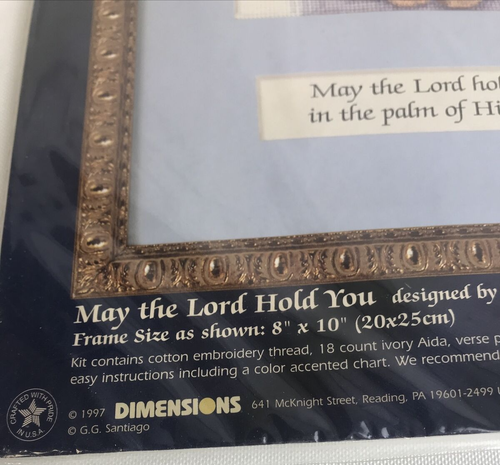 May the Lord
in the palm of
May the Lord Hold You designed by
Frame Size as shown: 8" x 10" (20x25cm)
Kit contains cotton embroidery thread, 18 count ivory Aida, verse
easy instructions including a color accented chart. We recommend
CRAFTED WITH PRIDE IN U.S.A.
© 1997 DIMENSIONS 641 McKnight Street, Reading, PA 19601-2499
© G.G. Santiago